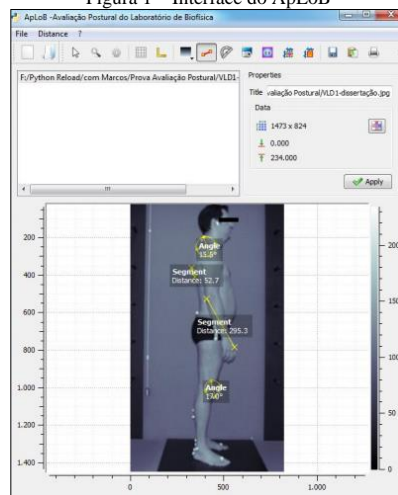 Figura 1 – Interface do ApLoB
ApLoB -Avaliação Postural do Laboratório de Biofísica
File Distance ?
F:/Python Reload/com Marcos/Prova Avaliação Postural/VLD1-
Properties
Title valiação Postural/VLD1-dissertação.jpg
Data
1473 x 824
0.000
234.000
Apply
Angle
15.5°
Segment
Distance: 52.7
Segment
Distance: 295.3
Angle
17.0°
200
400
600
800
1.000
1.200
1.400
0
500
1.000
200
150
100
50
0